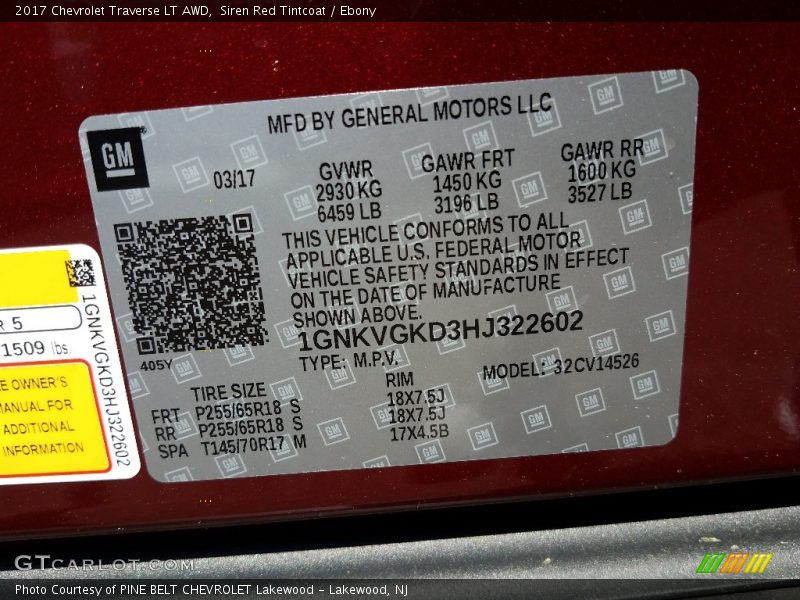 2017 Chevrolet Traverse LT AWD, Siren Red Tintcoat / Ebony
MFD BY GENERAL MOTORS LLC
GM
03/17
GVWR
2930 KG
6459 LB
GAWR FRT
1450 KG
3196 LB
GAWR RR
1600 KG
3527 LB
THIS VEHICLE CONFORMS TO ALL
APPLICABLE U.S. FEDERAL MOTOR
VEHICLE SAFETY STANDARDS IN EFFECT
ON THE DATE OF MANUFACTURE
SHOWN ABOVE.
1GNKVGKD3HJ322602
405Y
TYPE: M.P.V.
MODEL: 32CV14526
TIRE SIZE RIM
FRT P255/65R18 S 18X7.5J
RR P255/65R18 S 18X7.5J
SPA T145/70R17 M 17X4.5B
R 5
1509 lbs
E OWNER'S
MANUAL FOR
ADDITIONAL
INFORMATION
1GNKVGKD3HJ322602
GTCARLOT.COM
Photo Courtesy of PINE BELT CHEVROLET Lakewood - Lakewood, NJ